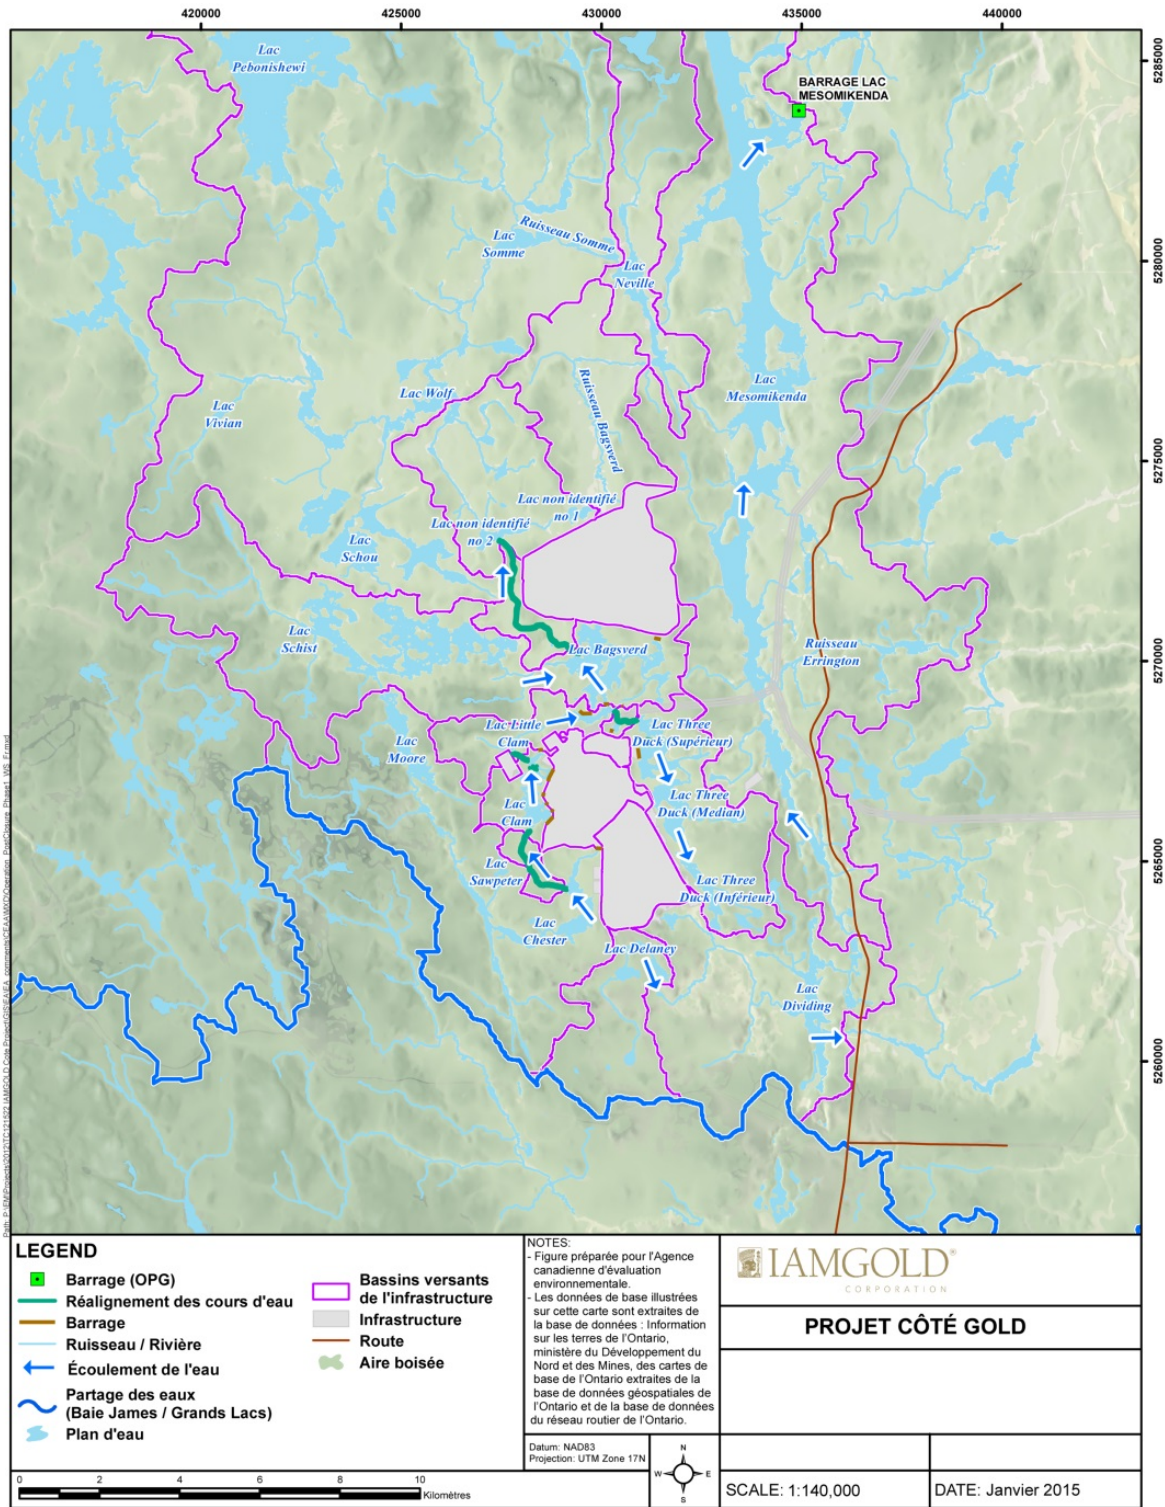 420000
425000
430000
435000
440000
5285000
5280000
5275000
5270000
5265000
5260000
Lac
Pebonishewi
BARRAGE LAC
MESOMIKENDA
Ruisseau Somme
Lac
Somme
Lac
Neville
Lac Wolf
Lac
Mesomikenda
Lac
Vivian
Ruisseau Bagsverd
Lac non identifié
no 1
Lac non identifié
no 2
Lac
Schou
Lac
Schist
Lac Bagsverd
Ruisseau
Errington
Lac Little
Clam
Lac Three
Duck (Supérieur)
Lac
Moore
Lac Three
Duck (Median)
Lac
Clam
Lac
Sawpeter
Lac Three
Duck (Inférieur)
Lac
Chester
Lac Delaney
Lac
Dividing
LEGEND
Barrage (OPG)
Réalignement des cours d'eau
Barrage
Ruisseau / Rivière
Écoulement de l'eau
Partage des eaux
(Baie James / Grands Lacs)
Plan d'eau
Bassins versants
de l'infrastructure
Infrastructure
Route
Aire boisée
0 2 4 6 8 10
Kilomètres
NOTES:
- Figure préparée pour l'Agence
canadienne d'évaluation
environnementale.
- Les données de base illustrées
sur cette carte sont extraites de
la base de données : Information
sur les terres de l'Ontario,
ministère du Développement du
Nord et des Mines, des cartes de
base de l'Ontario extraites de la
base de données géospatiales de
l'Ontario et de la base de données
du réseau routier de l'Ontario.
Datum: NAD83
Projection: UTM Zone 17N
N
W E
S
IAMGOLD®
CORPORATION
PROJET CÔTÉ GOLD
SCALE: 1:140,000
DATE: Janvier 2015